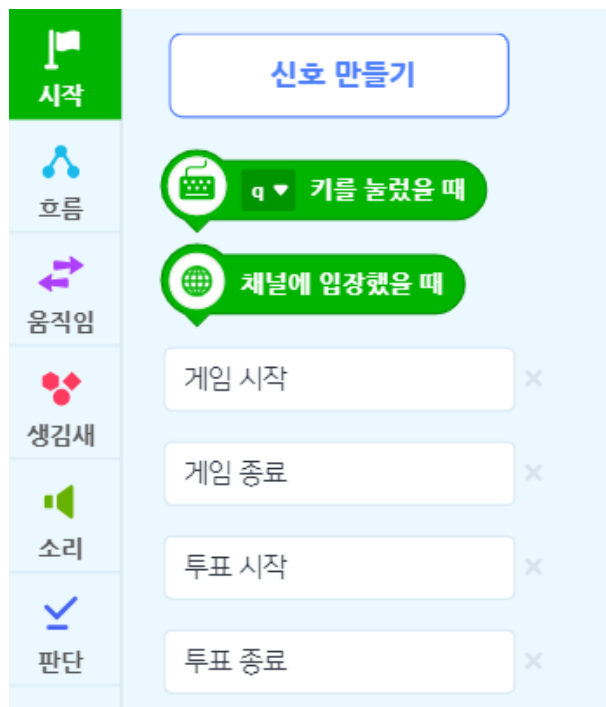 시작
흐름
움직임
생김새
소리
판단
신호 만들기
q 키를 눌렀을 때
채널에 입장했을 때
게임 시작
게임 종료
투표 시작
투표 종료